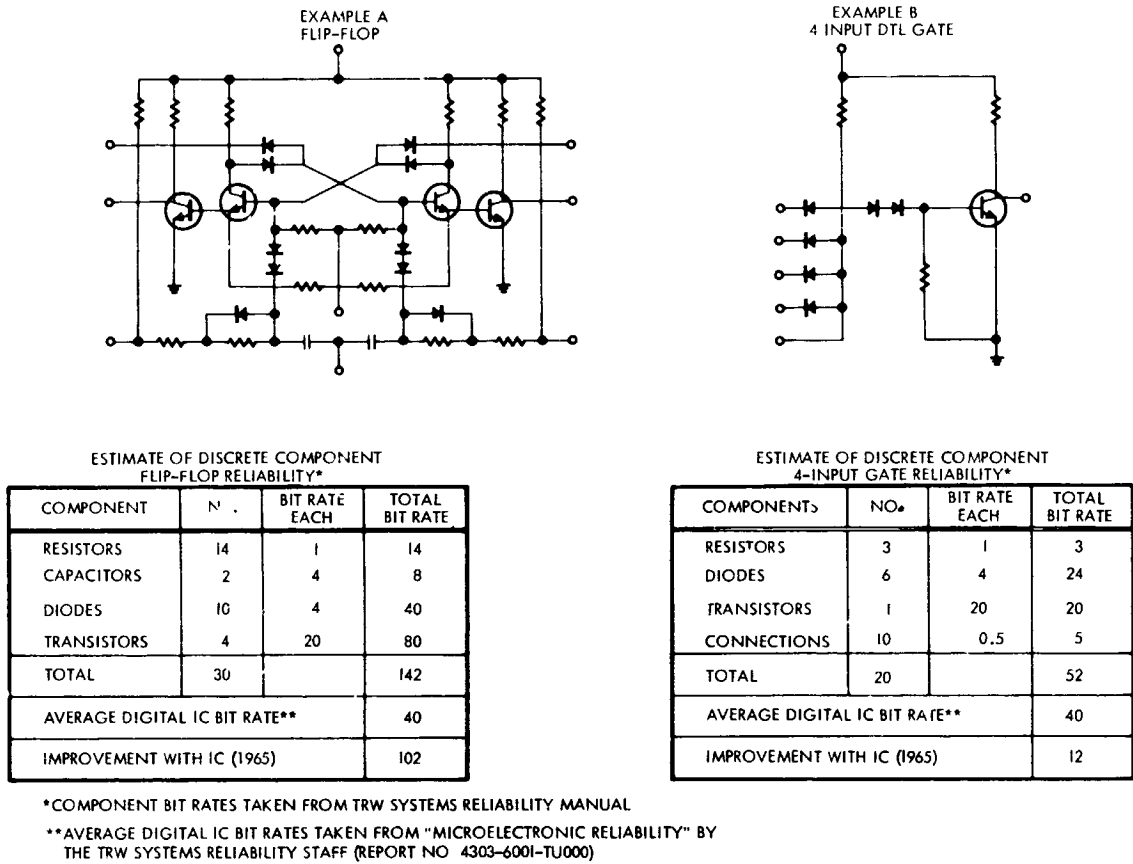 EXAMPLE A
FLIP-FLOP
EXAMPLE B
4 INPUT DTL GATE
ESTIMATE OF DISCRETE COMPONENT
FLIP-FLOP RELIABILITY*
COMPONENT BIT RATE EACH TOTAL BIT RATE
RESISTORS 14 1 14
CAPACITORS 2 4 8
DIODES 10 4 40
TRANSISTORS 4 20 80
TOTAL 30 142
AVERAGE DIGITAL IC BIT RATE** 40
IMPROVEMENT WITH IC (1965) 102
ESTIMATE OF DISCRETE COMPONENT
4-INPUT GATE RELIABILITY*
COMPONENTS NO. BIT RATE EACH TOTAL BIT RATE
RESISTORS 3 1 3
DIODES 6 4 24
TRANSISTORS 1 20 20
CONNECTIONS 10 0.5 5
TOTAL 20 52
AVERAGE DIGITAL IC BIT RATE** 40
IMPROVEMENT WITH IC (1965) 12
*COMPONENT BIT RATES TAKEN FROM TRW SYSTEMS RELIABILITY MANUAL
**AVERAGE DIGITAL IC BIT RATES TAKEN FROM "MICROELECTRONIC RELIABILITY" BY
THE TRW SYSTEMS RELIABILITY STAFF (REPORT NO 4303-6001-TU000)